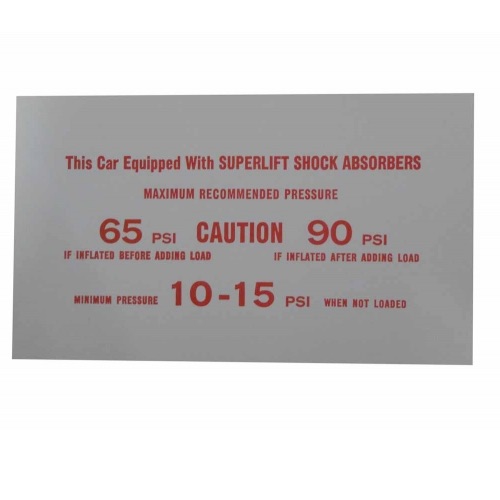 This Car Equipped With SUPERLIFT SHOCK ABSORBERS
MAXIMUM RECOMMENDED PRESSURE
65 PSI CAUTION 90 PSI
IF INFLATED BEFORE ADDING LOAD IF INFLATED AFTER ADDING LOAD
MINIMUM PRESSURE 10-15 PSI WHEN NOT LOADED